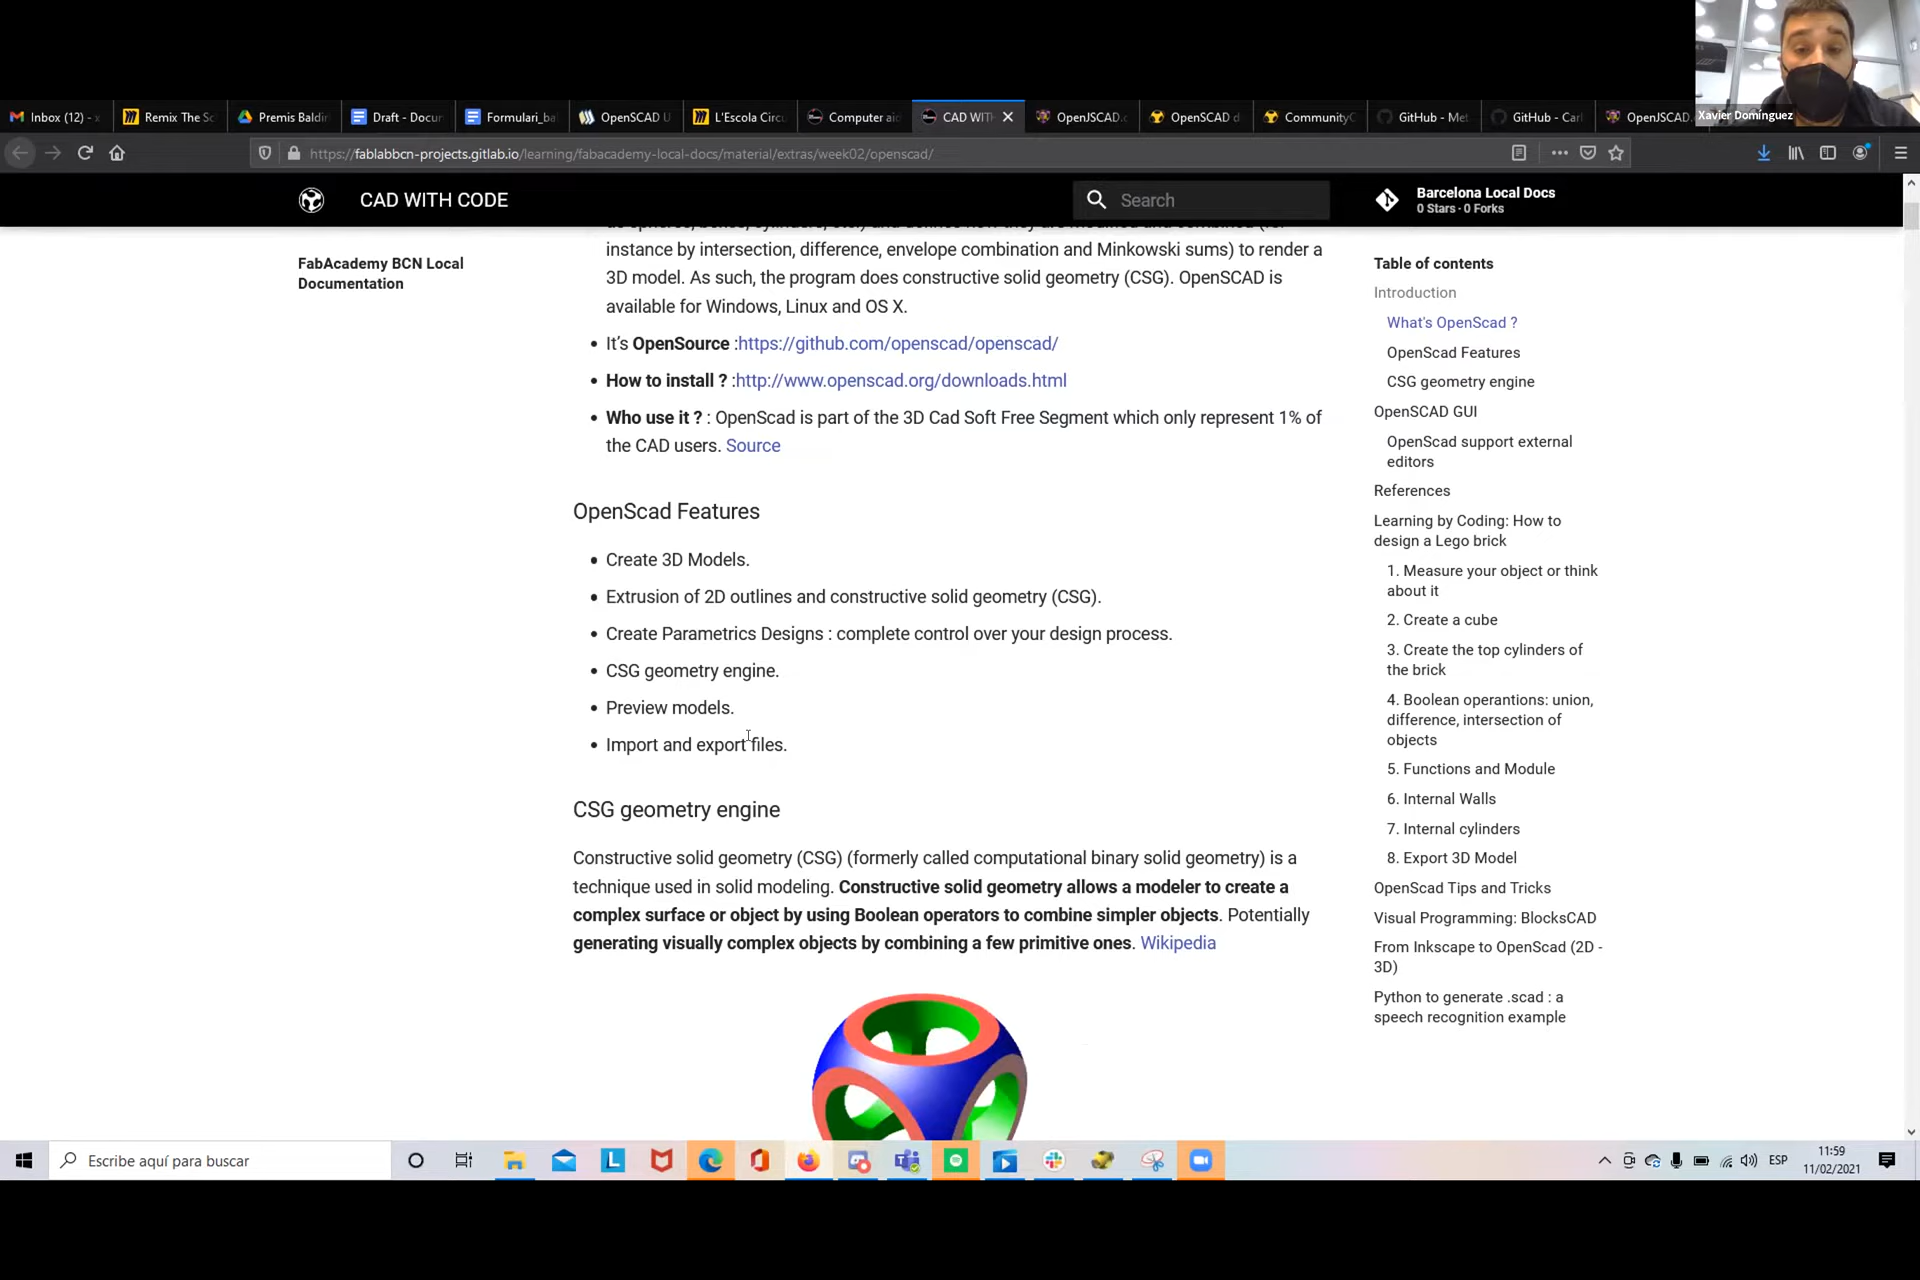 Xavier Domínguez
Inbox (12) - x
Remix The Sc
Premis Baldir
Draft - Docun
Formulari_ba
OpenSCAD U
L'Escola Circu
Computer aid
CAD WITH
OpenJSCAD.
OpenSCAD d
CommunityC
GitHub - Met
GitHub - Carl
OpenJSCAD.
https://fablabbcn-projects.gitlab.io/learning/fabacademy-local-docs/material/extras/week02/openscad/
CAD WITH CODE
Search
Barcelona Local Docs
0 Stars · 0 Forks
FabAcademy BCN Local
Documentation
instance by intersection, difference, envelope combination and Minkowski sums) to render a
3D model. As such, the program does constructive solid geometry (CSG). OpenSCAD is
available for Windows, Linux and OS X.
• It's OpenSource :https://github.com/openscad/openscad/
• How to install ? :http://www.openscad.org/downloads.html
• Who use it ? : OpenScad is part of the 3D Cad Soft Free Segment which only represent 1% of
the CAD users. Source
OpenScad Features
• Create 3D Models.
• Extrusion of 2D outlines and constructive solid geometry (CSG).
• Create Parametrics Designs : complete control over your design process.
• CSG geometry engine.
• Preview models.
• Import and export files.
CSG geometry engine
Constructive solid geometry (CSG) (formerly called computational binary solid geometry) is a
technique used in solid modeling. Constructive solid geometry allows a modeler to create a
complex surface or object by using Boolean operators to combine simpler objects. Potentially
generating visually complex objects by combining a few primitive ones. Wikipedia
Table of contents
Introduction
What's OpenScad ?
OpenScad Features
CSG geometry engine
OpenSCAD GUI
OpenScad support external
editors
References
Learning by Coding: How to
design a Lego brick
1. Measure your object or think
about it
2. Create a cube
3. Create the top cylinders of
the brick
4. Boolean operantions: union,
difference, intersection of
objects
5. Functions and Module
6. Internal Walls
7. Internal cylinders
8. Export 3D Model
OpenScad Tips and Tricks
Visual Programming: BlocksCAD
From Inkscape to OpenScad (2D -
3D)
Python to generate .scad : a
speech recognition example
Escribe aquí para buscar
ESP
11:59
11/02/2021